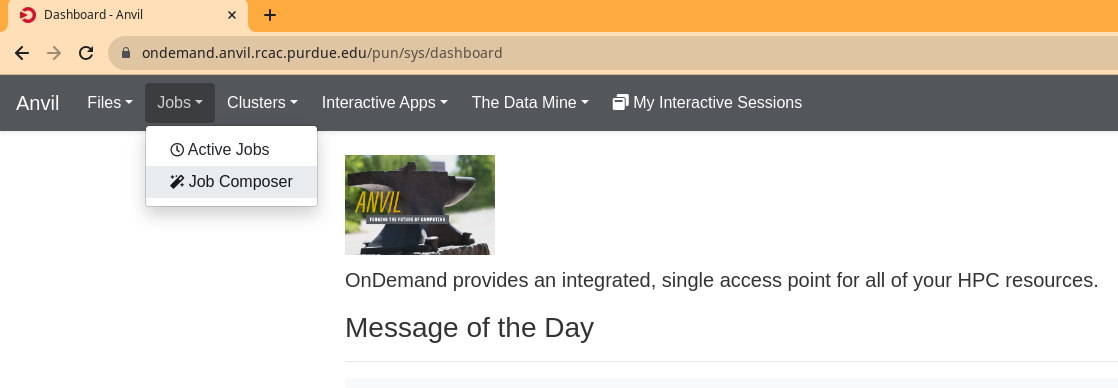 Dashboard - Anvil
ondemand.anvil.rcac.purdue.edu/pun/sys/dashboard
Anvil Files Jobs Clusters Interactive Apps The Data Mine My Interactive Sessions
Active Jobs
Job Composer
ANVIL
FORGING THE FUTURE OF COMPUTING
OnDemand provides an integrated, single access point for all of your HPC resources.
Message of the Day